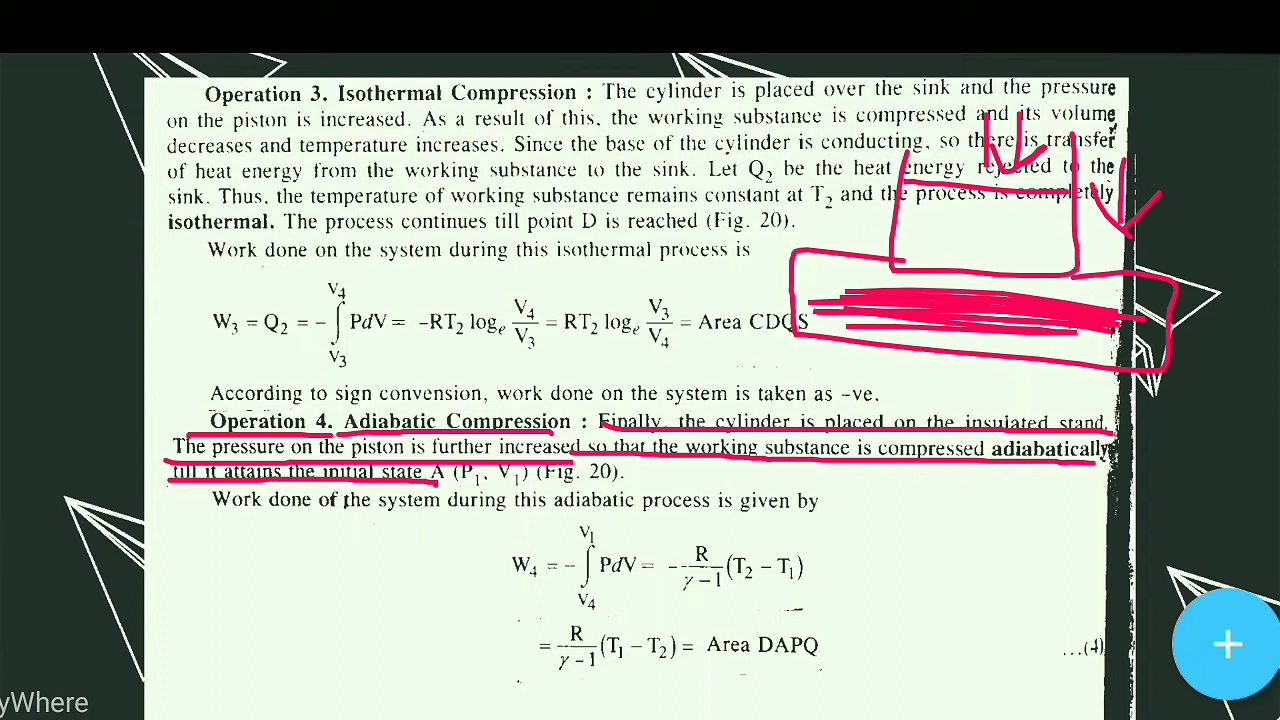 Operation 3. Isothermal Compression : The cylinder is placed over the sink and the pressure
on the piston is increased. As a result of this, the working substance is compressed and its volume
decreases and temperature increases. Since the base of the cylinder is conducting, so there is transfer
of heat energy from the working substance to the sink. Let Q₂ be the heat energy rejected to the
sink. Thus, the temperature of working substance remains constant at T₂ and the process is completely
isothermal. The process continues till point D is reached (Fig. 20).
Work done on the system during this isothermal process is
W₃ = Q₂ = – ∫_{V₃}^{V₄} PdV = –RT₂ logₑ V₄/V₃ = RT₂ logₑ V₃/V₄ = Area CDQS
According to sign convention, work done on the system is taken as –ve.
Operation 4. Adiabatic Compression : Finally, the cylinder is placed on the insulated stand.
The pressure on the piston is further increased so that the working substance is compressed adiabatically
till it attains the initial state A (P₁, V₁) (Fig. 20).
Work done of the system during this adiabatic process is given by
W₄ = – ∫_{V₄}^{V₁} PdV = – R/γ–1 (T₂ – T₁)
= R/γ–1 (T₁ – T₂) = Area DAPQ ...(4)
yWhere